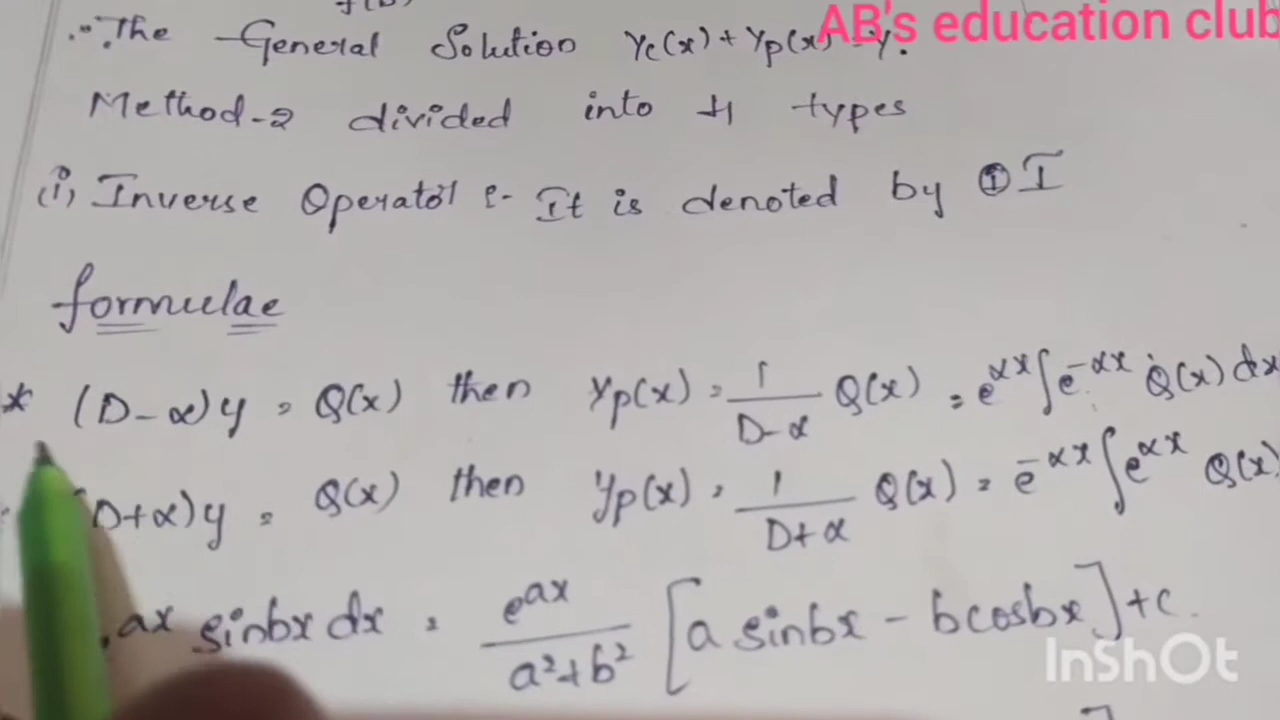 AB's education club
∴ The General Solution Yc(x) + Yp(x) = Y.
Method-2 divided into 4 types
(i) Inverse Operator :- It is denoted by ① I
formulae
* (D-α)y = Q(x) then Yp(x) = 1/(D-α) Q(x) = e^αx ∫e^-αx Q(x) dx
D+α)y = Q(x) then yp(x) = 1/(D+α) Q(x) = e^-αx ∫e^αx Q(x)
ax sinbx dx = e^ax/(a²+b²) [a sinbx - b cosbx] + c.
InShOt